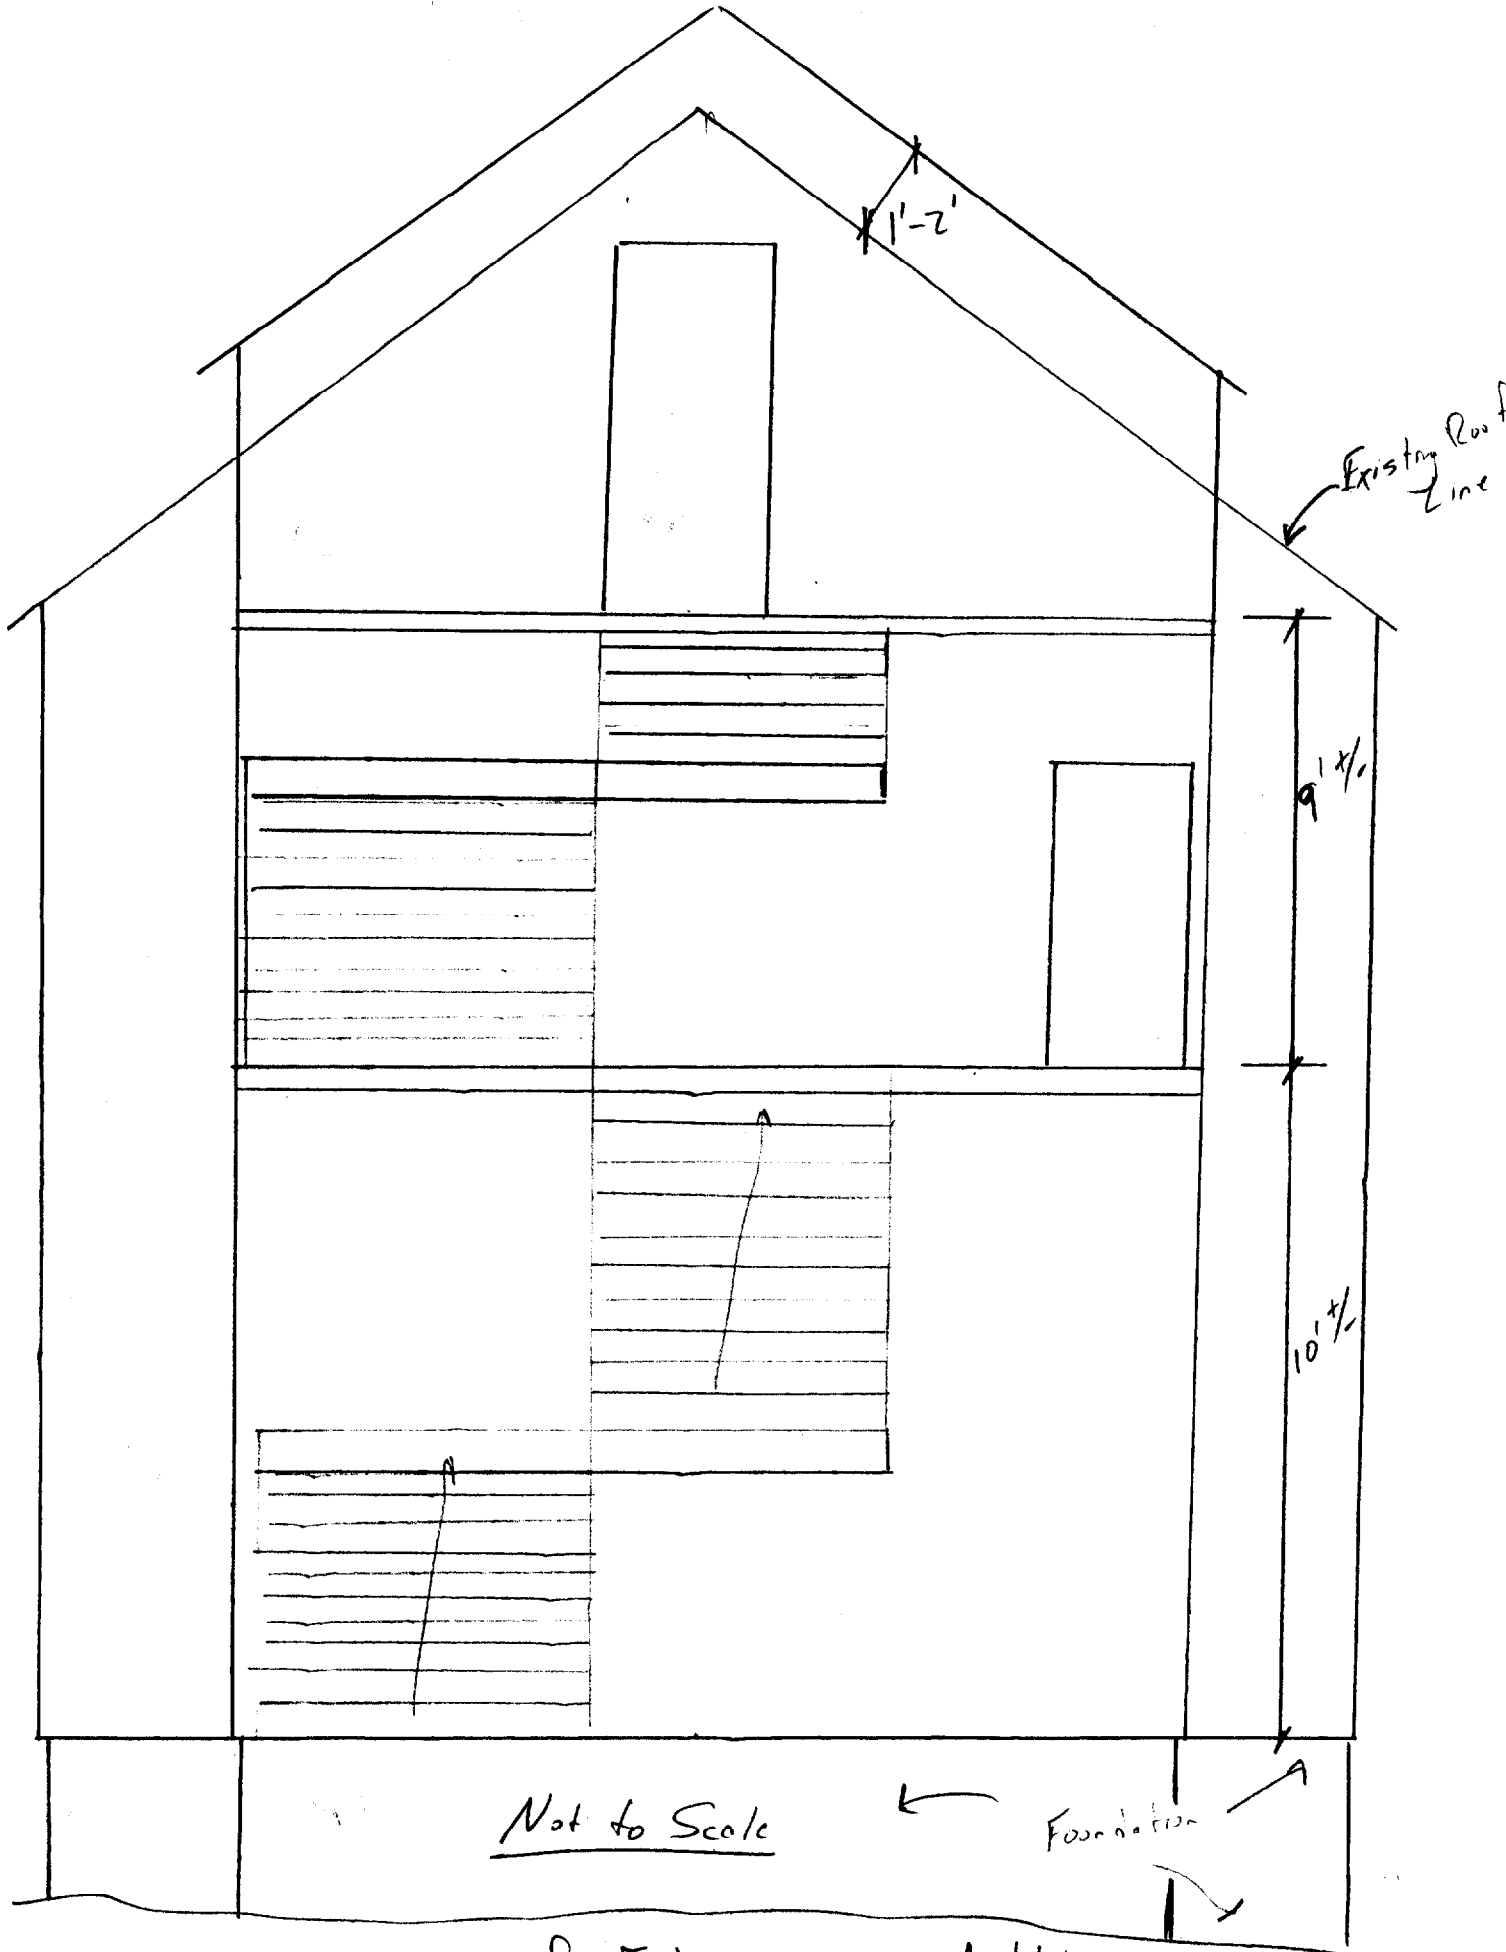 1'-2'
Existing Roof
Line
9' +/-
10' +/-
Not to Scale
Foundation